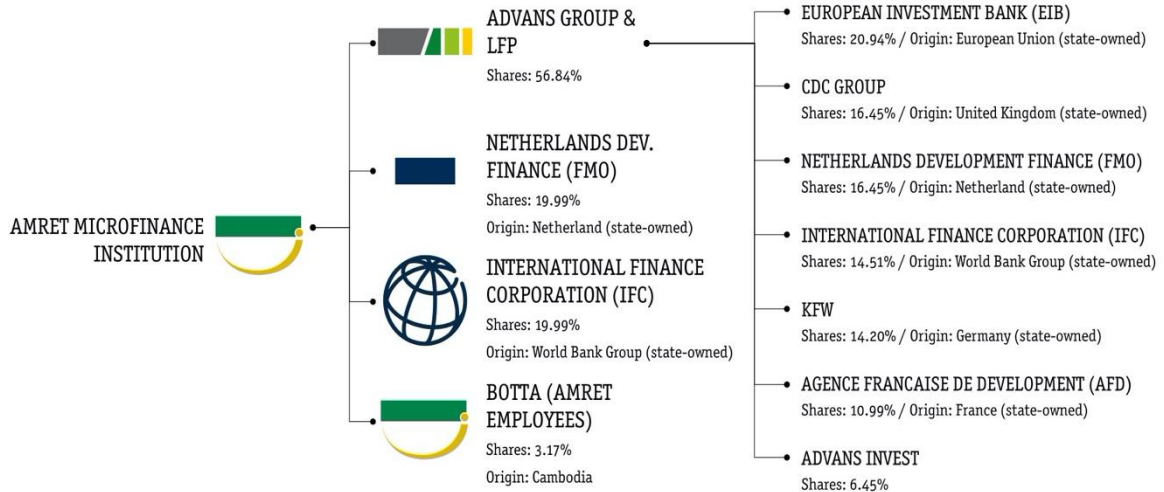 AMRET MICROFINANCE
INSTITUTION
ADVANS GROUP &
LFP
Shares: 56.84%
NETHERLANDS DEV.
FINANCE (FMO)
Shares: 19.99%
Origin: Netherland (state-owned)
INTERNATIONAL FINANCE
CORPORATION (IFC)
Shares: 19.99%
Origin: World Bank Group (state-owned)
BOTTA (AMRET
EMPLOYEES)
Shares: 3.17%
Origin: Cambodia
EUROPEAN INVESTMENT BANK (EIB)
Shares: 20.94% / Origin: European Union (state-owned)
CDC GROUP
Shares: 16.45% / Origin: United Kingdom (state-owned)
NETHERLANDS DEVELOPMENT FINANCE (FMO)
Shares: 16.45% / Origin: Netherland (state-owned)
INTERNATIONAL FINANCE CORPORATION (IFC)
Shares: 14.51% / Origin: World Bank Group (state-owned)
KFW
Shares: 14.20% / Origin: Germany (state-owned)
AGENCE FRANCAISE DE DEVELOPMENT (AFD)
Shares: 10.99% / Origin: France (state-owned)
ADVANS INVEST
Shares: 6.45%